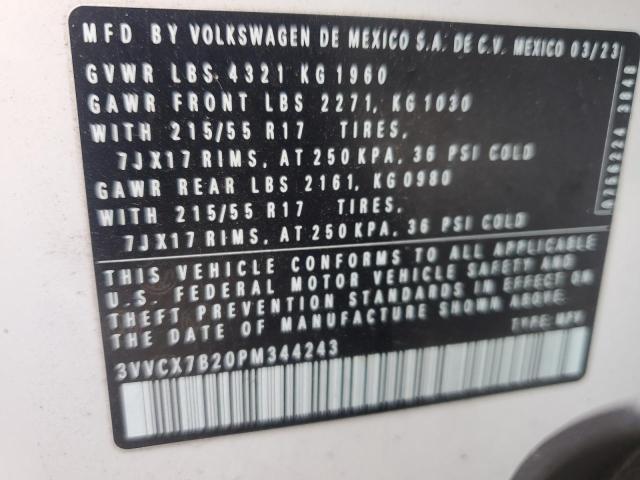 MFD BY VOLKSWAGEN DE MEXICO S.A. DE C.V. MEXICO 03/23
GVWR LBS 4321 KG 1960
GAWR FRONT LBS 2271, KG 1030
WITH 215/55 R17 TIRES,
7JX17 RIMS, AT 250 KPA, 36 PSI COLD
GAWR REAR LBS 2161, KG 0980
WITH 215/55 R17 TIRES,
7JX17 RIMS, AT 250 KPA, 36 PSI COLD
THIS VEHICLE CONFORMS TO ALL APPLICABLE
U.S. FEDERAL MOTOR VEHICLE SAFETY AND
THEFT PREVENTION STANDARDS IN EFFECT ON
THE DATE OF MANUFACTURE SHOWN ABOVE.
TYPE: MPV
3VVCX7B20PM344243